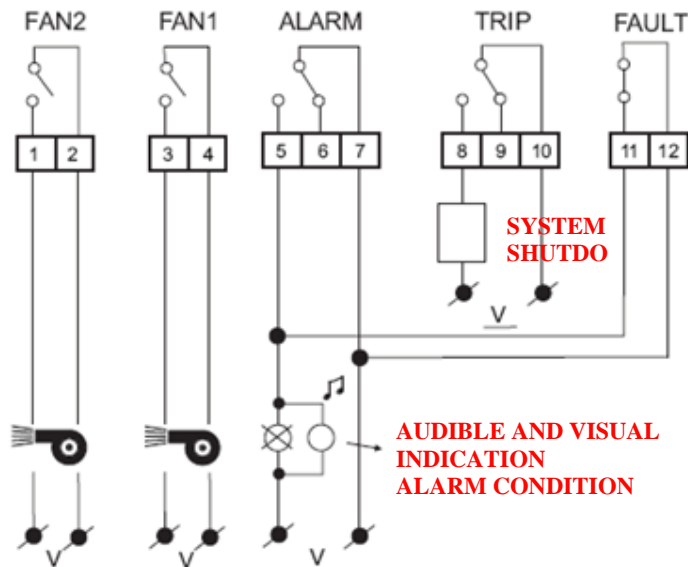 FAN2 FAN1 ALARM TRIP FAULT
1 2 3 4 5 6 7 8 9 10 11 12
SYSTEM
SHUTDO
V
AUDIBLE AND VISUAL
INDICATION
ALARM CONDITION
V V V